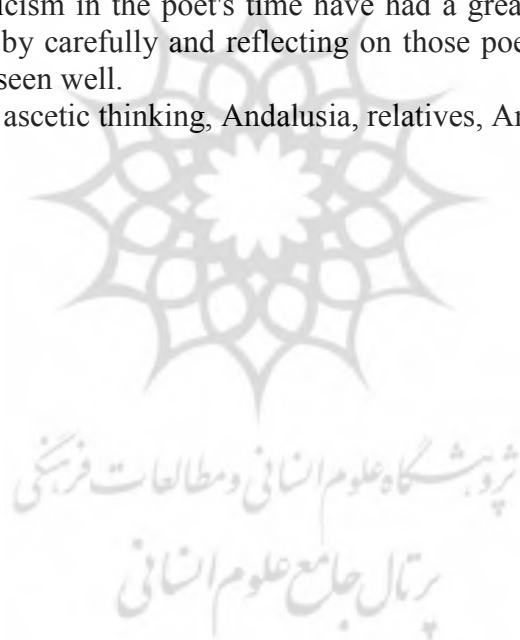 icism in the poet's time have had a grea
by carefully and reflecting on those poe
seen well.
ascetic thinking, Andalusia, relatives, Ar
پژوهشگاه علوم انسانی و مطالعات فرهنگی
پرتال جامع علوم انسانی